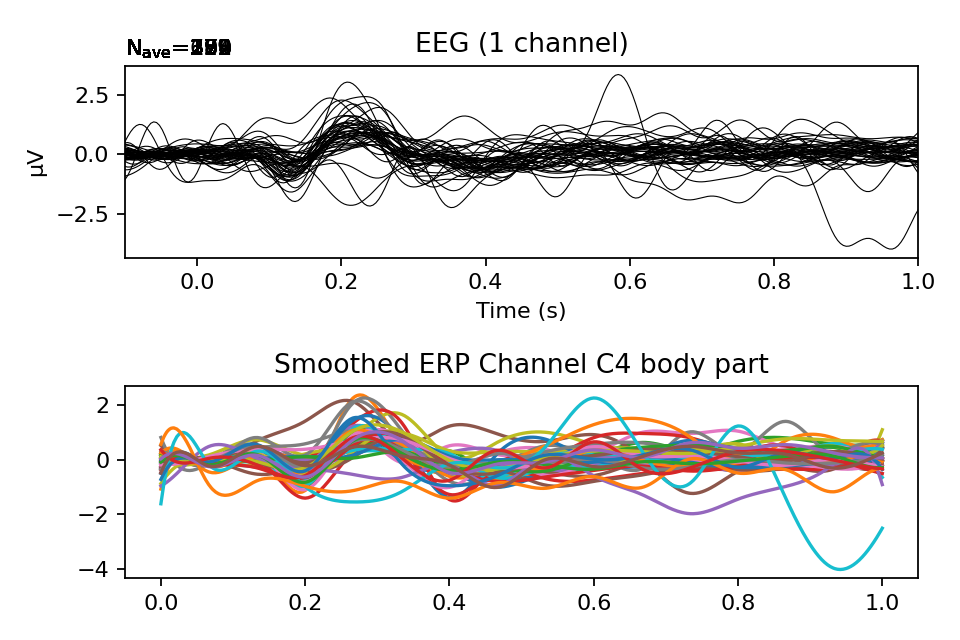 EEG (1 channel)
Nave=
2.5
0.0
−2.5
µV
0.0 0.2 0.4 0.6 0.8 1.0
Time (s)
Smoothed ERP Channel C4 body part
2
0
−2
−4
0.0 0.2 0.4 0.6 0.8 1.0